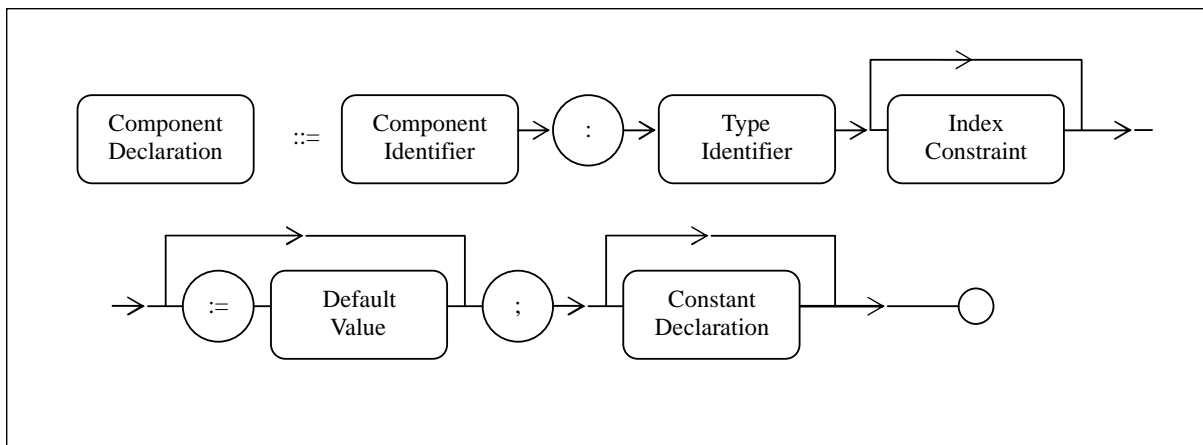 Component
Declaration
::=
Component
Identifier
:
Type
Identifier
Index
Constraint
:=
Default
Value
;
Constant
Declaration